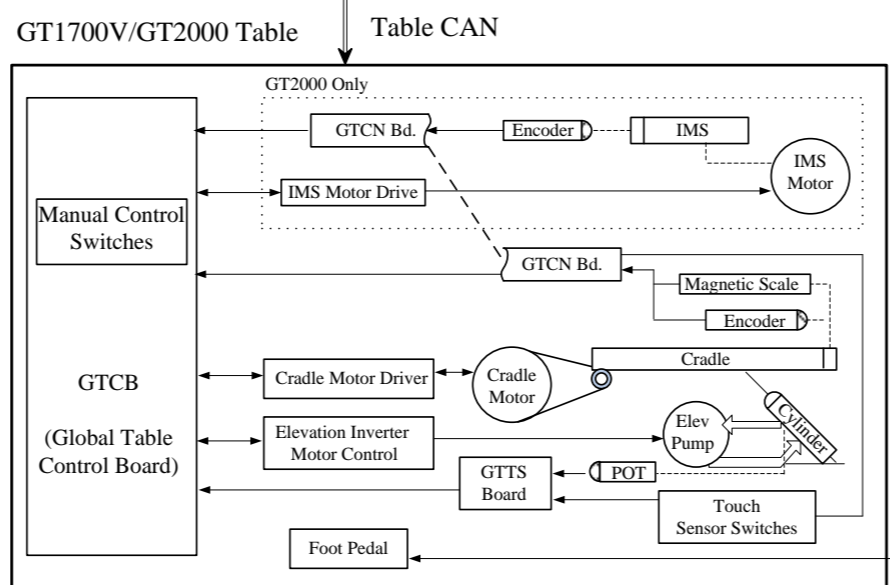 GT1700V/GT2000 Table
Table CAN
GT2000 Only
GTCN Bd.
Encoder
IMS
IMS
Motor
IMS Motor Drive
Manual Control
Switches
GTCN Bd.
Magnetic Scale
Encoder
Cradle
GTCB
(Global Table
Control Board)
Cradle Motor Driver
Cradle
Motor
Elevation Inverter
Motor Control
Elev
Pump
Cylinder
GTTS
Board
POT
Touch
Sensor Switches
Foot Pedal